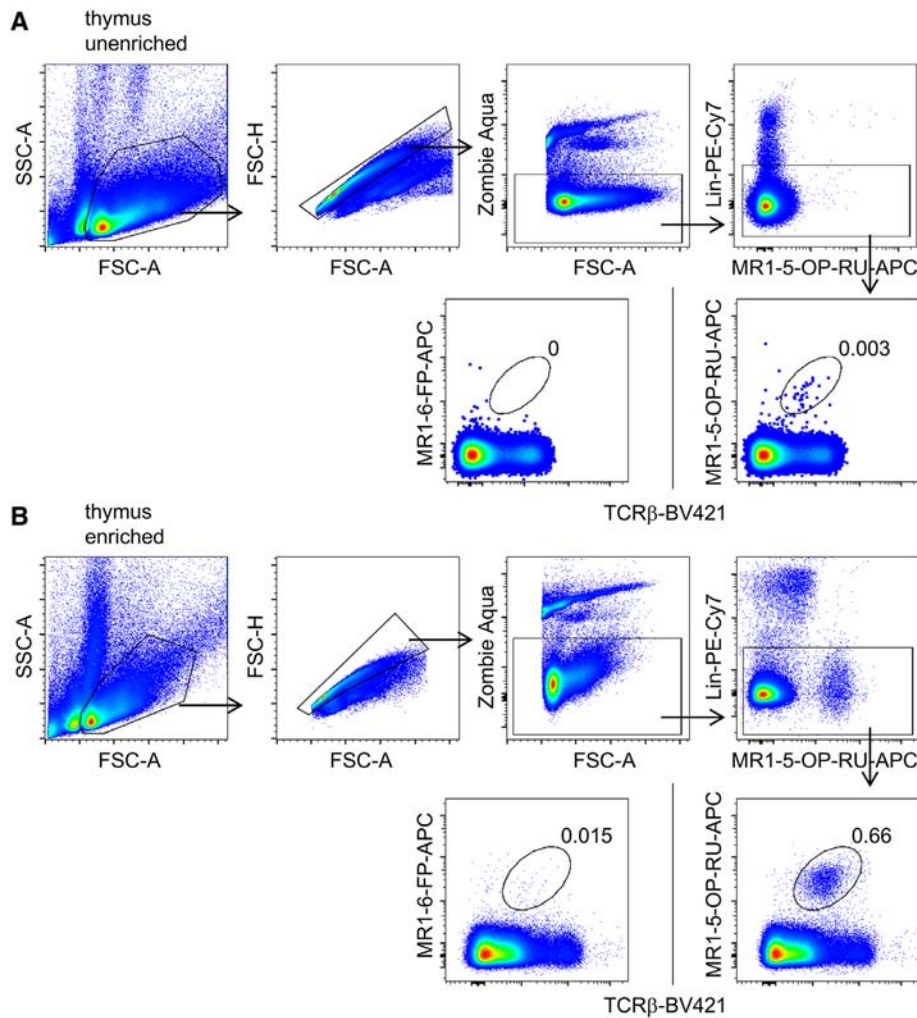 A
thymus
unenriched
SSC-A
FSC-A
FSC-H
FSC-A
Zombie Aqua
FSC-A
Lin-PE-Cy7
MR1-5-OP-RU-APC
MR1-6-FP-APC
0
MR1-5-OP-RU-APC
0.003
TCRβ-BV421
B
thymus
enriched
SSC-A
FSC-A
FSC-H
FSC-A
Zombie Aqua
FSC-A
Lin-PE-Cy7
MR1-5-OP-RU-APC
MR1-6-FP-APC
0.015
MR1-5-OP-RU-APC
0.66
TCRβ-BV421